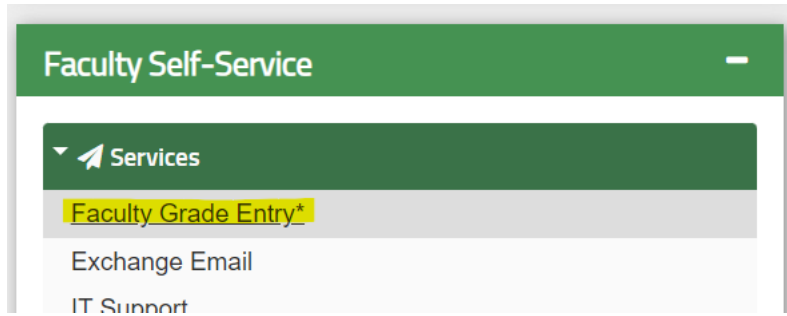 Faculty Self-Service
Services
Faculty Grade Entry*
Exchange Email
IT Support